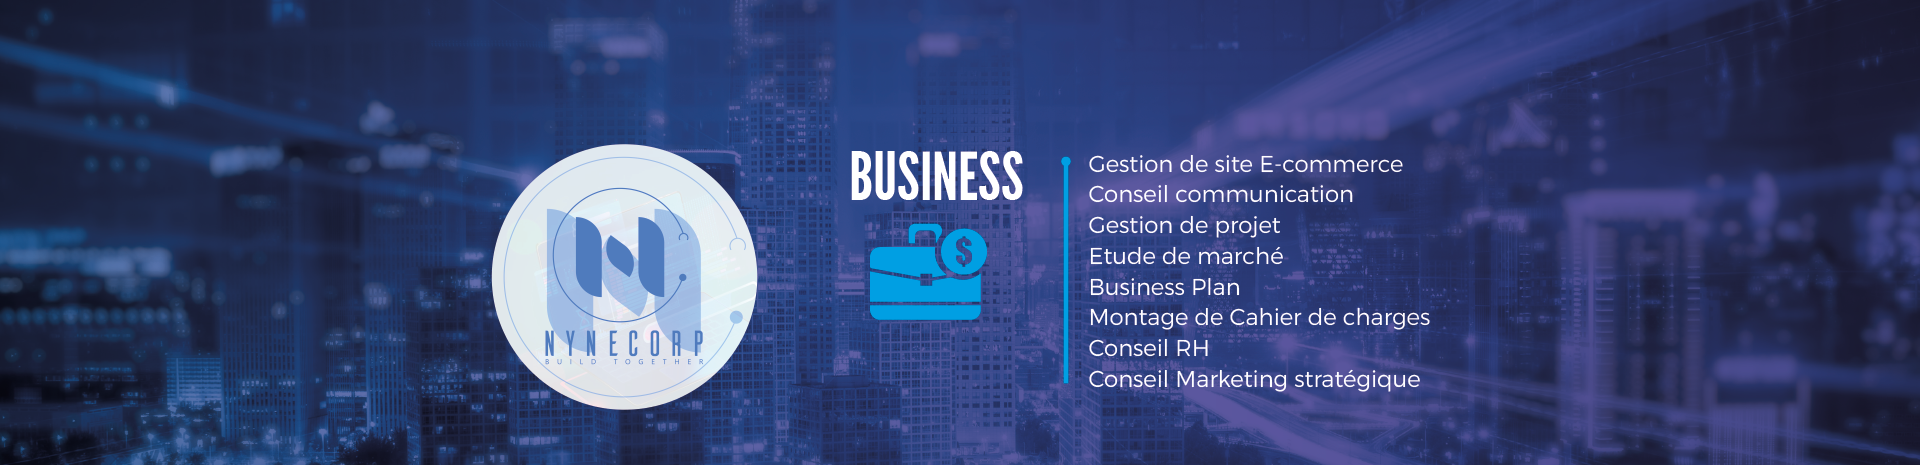 NYNECORP
BUILD TOGETHER
BUSINESS
$
Gestion de site E-commerce
Conseil communication
Gestion de projet
Etude de marché
Business Plan
Montage de Cahier de charges
Conseil RH
Conseil Marketing stratégique